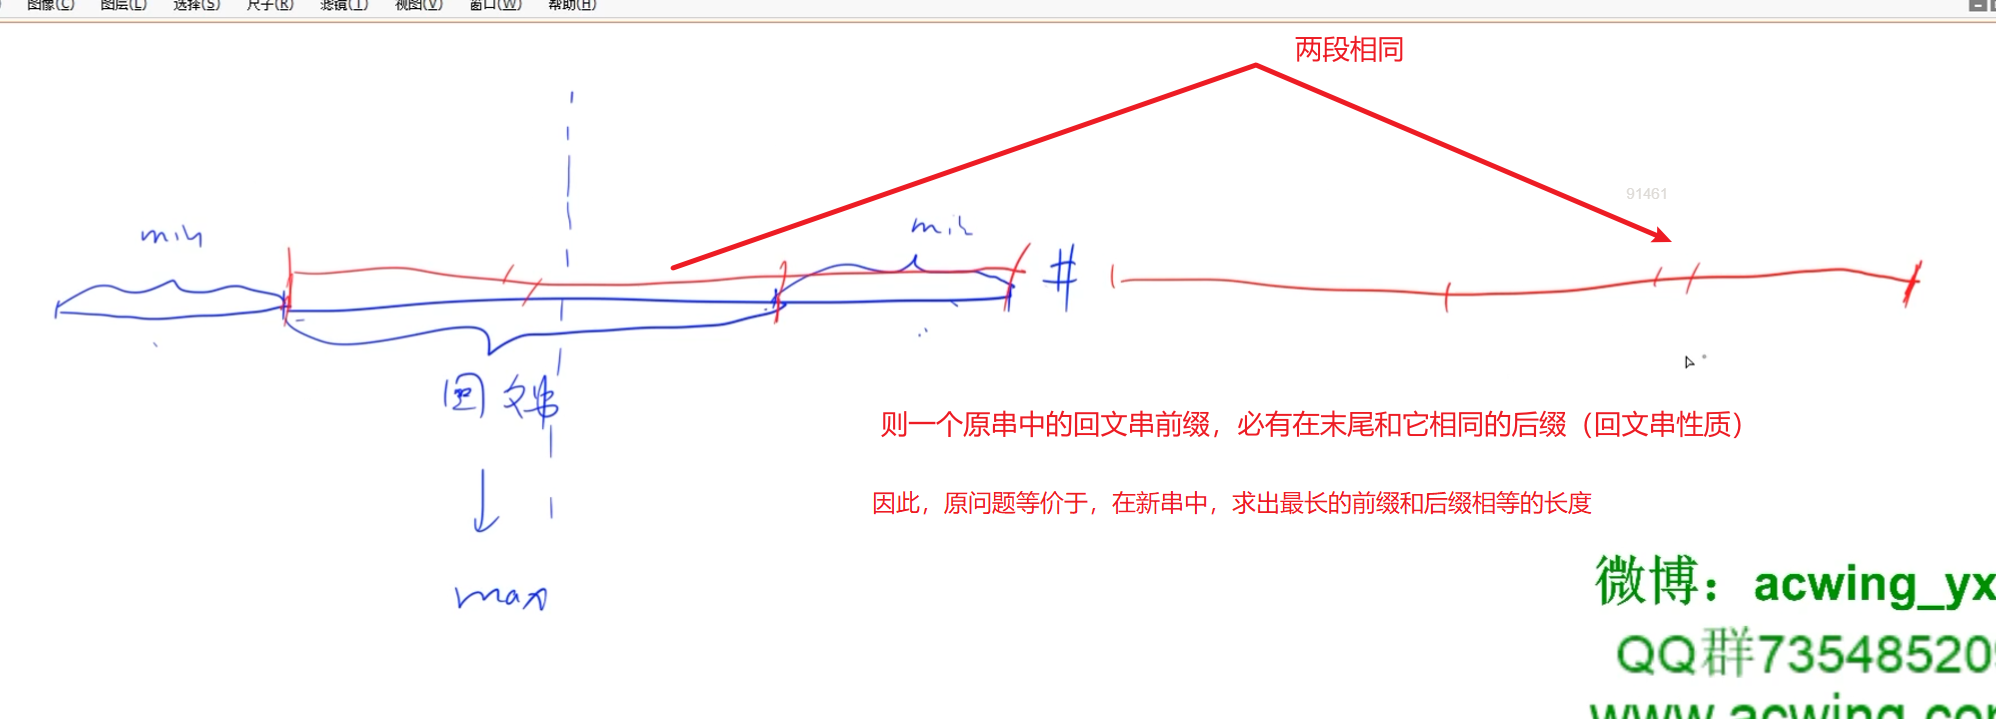 图像(C) 图层(L) 选择(S) 尺子(R) 滤镜(T) 视图(V) 窗口(W) 帮助(H)
两段相同
91461
min
min
#
回文串
则一个原串中的回文串前缀，必有在末尾和它相同的后缀（回文串性质）
因此，原问题等价于，在新串中，求出最长的前缀和后缀相等的长度
max
微博：acwing_yx
QQ群73548520
www.acwing.co